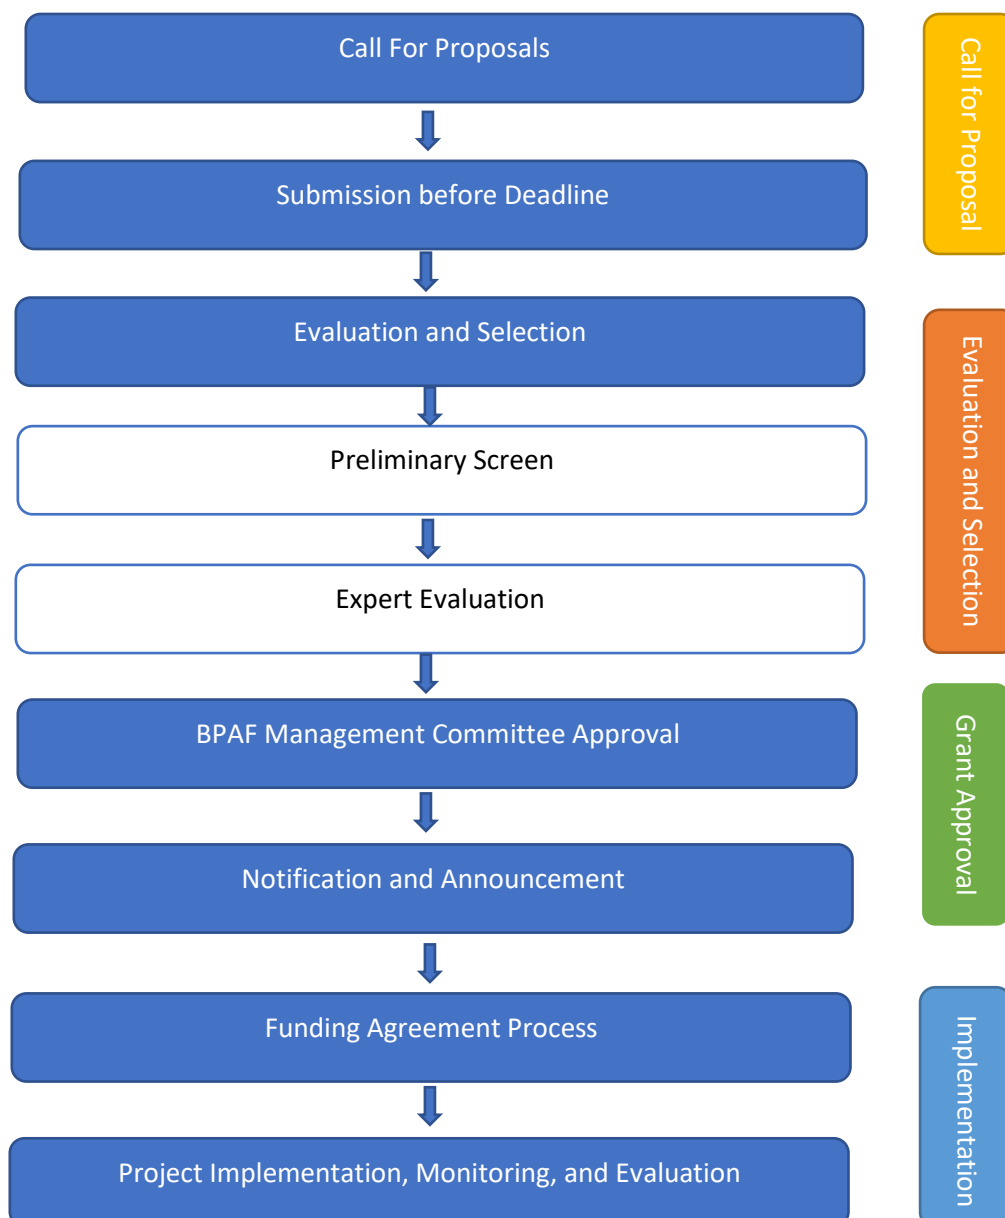 Call For Proposals
Submission before Deadline
Call for Proposal
Evaluation and Selection
Preliminary Screen
Expert Evaluation
Evaluation and Selection
BPAF Management Committee Approval
Notification and Announcement
Grant Approval
Funding Agreement Process
Project Implementation, Monitoring, and Evaluation
Implementation